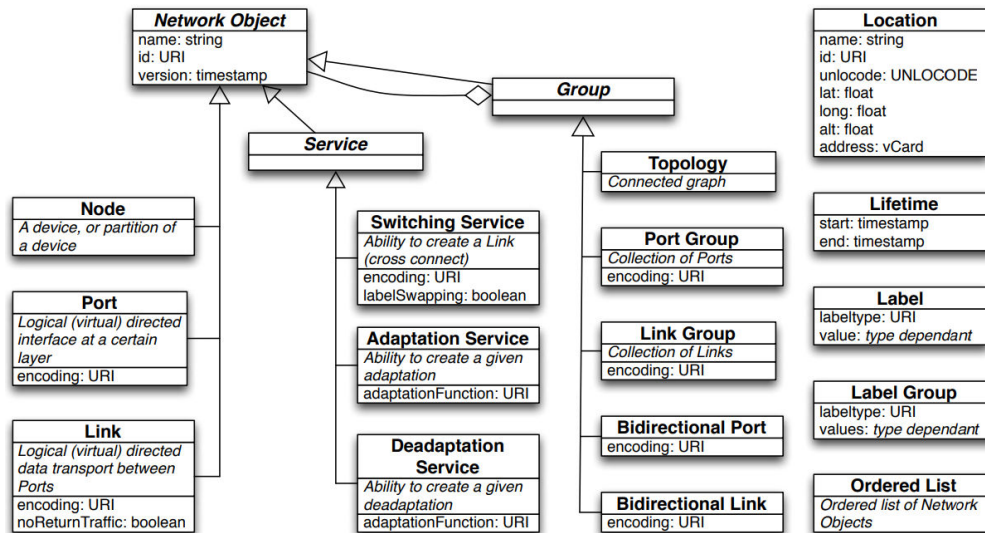 Network Object
name: string
id: URI
version: timestamp
Group
Service
Node
A device, or partition of
a device
Port
Logical (virtual) directed
interface at a certain
layer
encoding: URI
Link
Logical (virtual) directed
data transport between
Ports
encoding: URI
noReturnTraffic: boolean
Switching Service
Ability to create a Link
(cross connect)
encoding: URI
labelSwapping: boolean
Adaptation Service
Ability to create a given
adaptation
adaptationFunction: URI
Deadaptation
Service
Ability to create a given
deadaptation
adaptationFunction: URI
Topology
Connected graph
Port Group
Collection of Ports
encoding: URI
Link Group
Collection of Links
encoding: URI
Bidirectional Port
encoding: URI
Bidirectional Link
encoding: URI
Location
name: string
id: URI
unlocode: UNLOCODE
lat: float
long: float
alt: float
address: vCard
Lifetime
start: timestamp
end: timestamp
Label
labeltype: URI
value: type dependant
Label Group
labeltype: URI
values: type dependant
Ordered List
Ordered list of Network
Objects